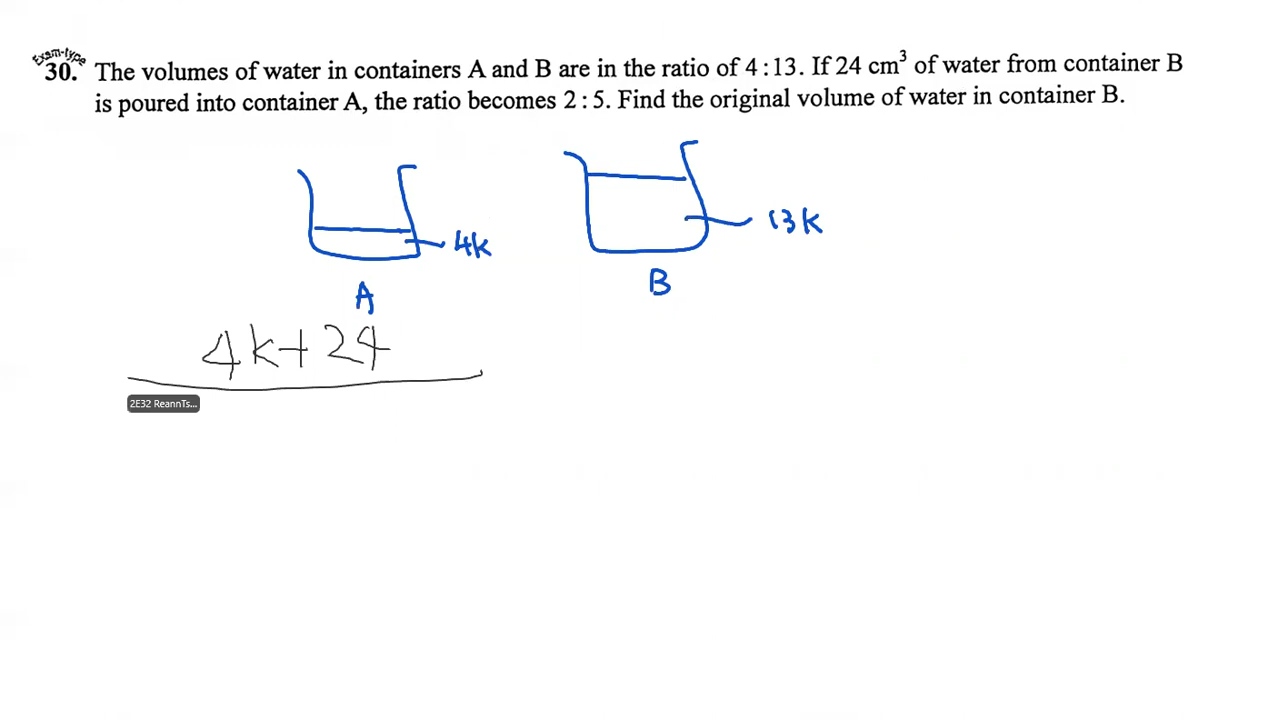 Exam-type
30. The volumes of water in containers A and B are in the ratio of 4 : 13. If 24 cm³ of water from container B
is poured into container A, the ratio becomes 2 : 5. Find the original volume of water in container B.
13k
4k
B
A
4k+24
2E32 ReannTs...